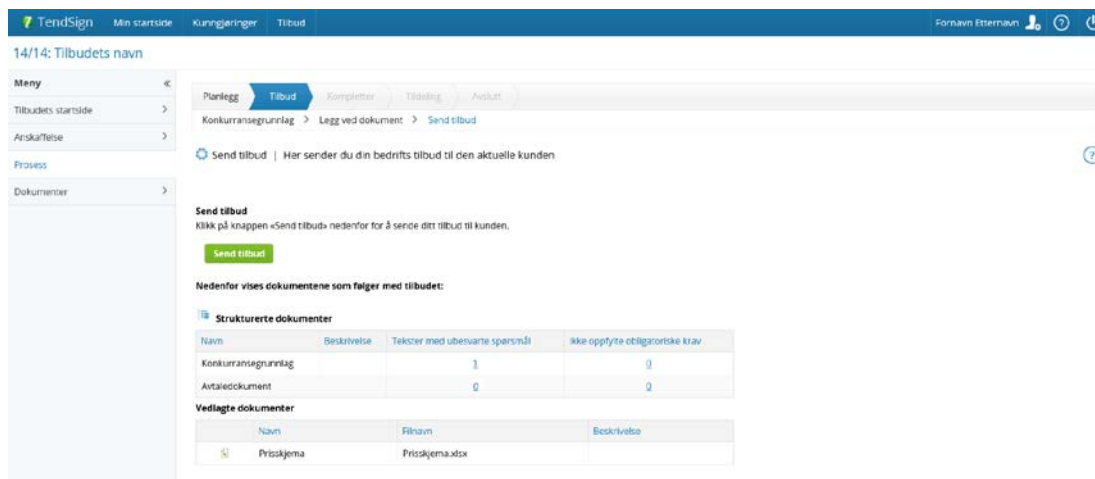 TendSign Min startside Kunngjøringer Tilbud Fornavn Etternavn
14/14: Tilbudets navn
Meny
Tilbudets startside
Anskaffelse
Prosess
Dokumenter
Planlegg Tilbud Kompletter Tildeling Avslutt
Konkurransegrunnlag > Legg ved dokument > Send tilbud
Send tilbud | Her sender du din bedrifts tilbud til den aktuelle kunden
Send tilbud
Klikk på knappen «Send tilbud» nedenfor for å sende ditt tilbud til kunden.
Send tilbud
Nedenfor vises dokumentene som følger med tilbudet:
Strukturerte dokumenter
Navn Beskrivelse Tekster med ubesvarte spørsmål Ikke oppfylte obligatoriske krav
Konkurransegrunnlag 0
Avtaledokument 0 0
Vedlagte dokumenter
Navn Filnavn Beskrivelse
Prisskjema Prisskjema.xlsx